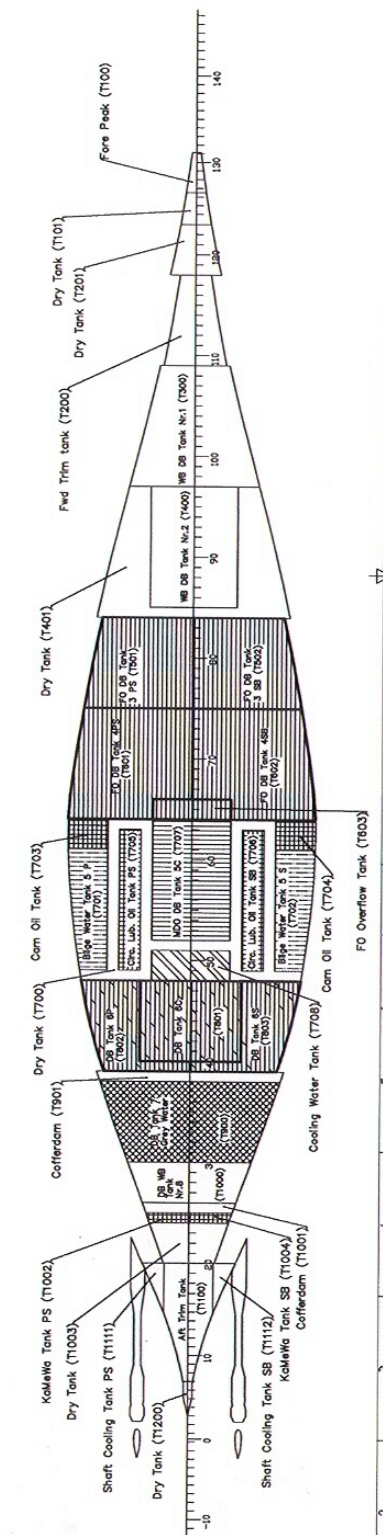 Fore Peak (T100)
Dry Tank (T101)
Dry Tank (T201)
Fwd Trim tank (T200)
WB DB Tank Nr.1 (T300)
WB DB Tank Nr.2 (T400)
Dry Tank (T401)
FO DB Tank
3 PS (T501)
FO DB Tank
3 SB (T502)
FO DB Tank 4PS
(T601)
FO DB Tank 4SB
(T602)
FO Overflow Tank (T603)
Cam Oil Tank (T703)
Bilge Water Tank 5 P
(T701)
Circ. Lub. Oil Tank PS (T705)
MDO DB Tank 5C (T707)
Circ. Lub. Oil Tank SB (T706)
Bilge Water Tank 5 S
(T702)
Cam Oil Tank (T704)
Dry Tank (T700)
Cooling Water Tank (T708)
DB Tank 6P
(T802)
DB Tank 6C
(T801)
DB Tank 6S
(T803)
Cofferdam (T901)
DB Tank 7
Grey Water
(T900)
DB WB
Tank
Nr.8
(T1000)
KaMeWa Tank PS (T1002)
Dry Tank (T1003)
Shaft Cooling Tank PS (T1111)
Dry Tank (T1200)
Aft Trim Tank
(T1100)
Cofferdam (T1001)
KaMeWa Tank SB (T1004)
Shaft Cooling Tank SB (T1112)
-10 0 10 20 3 40 50 60 70 80 90 100 110 120 130 140